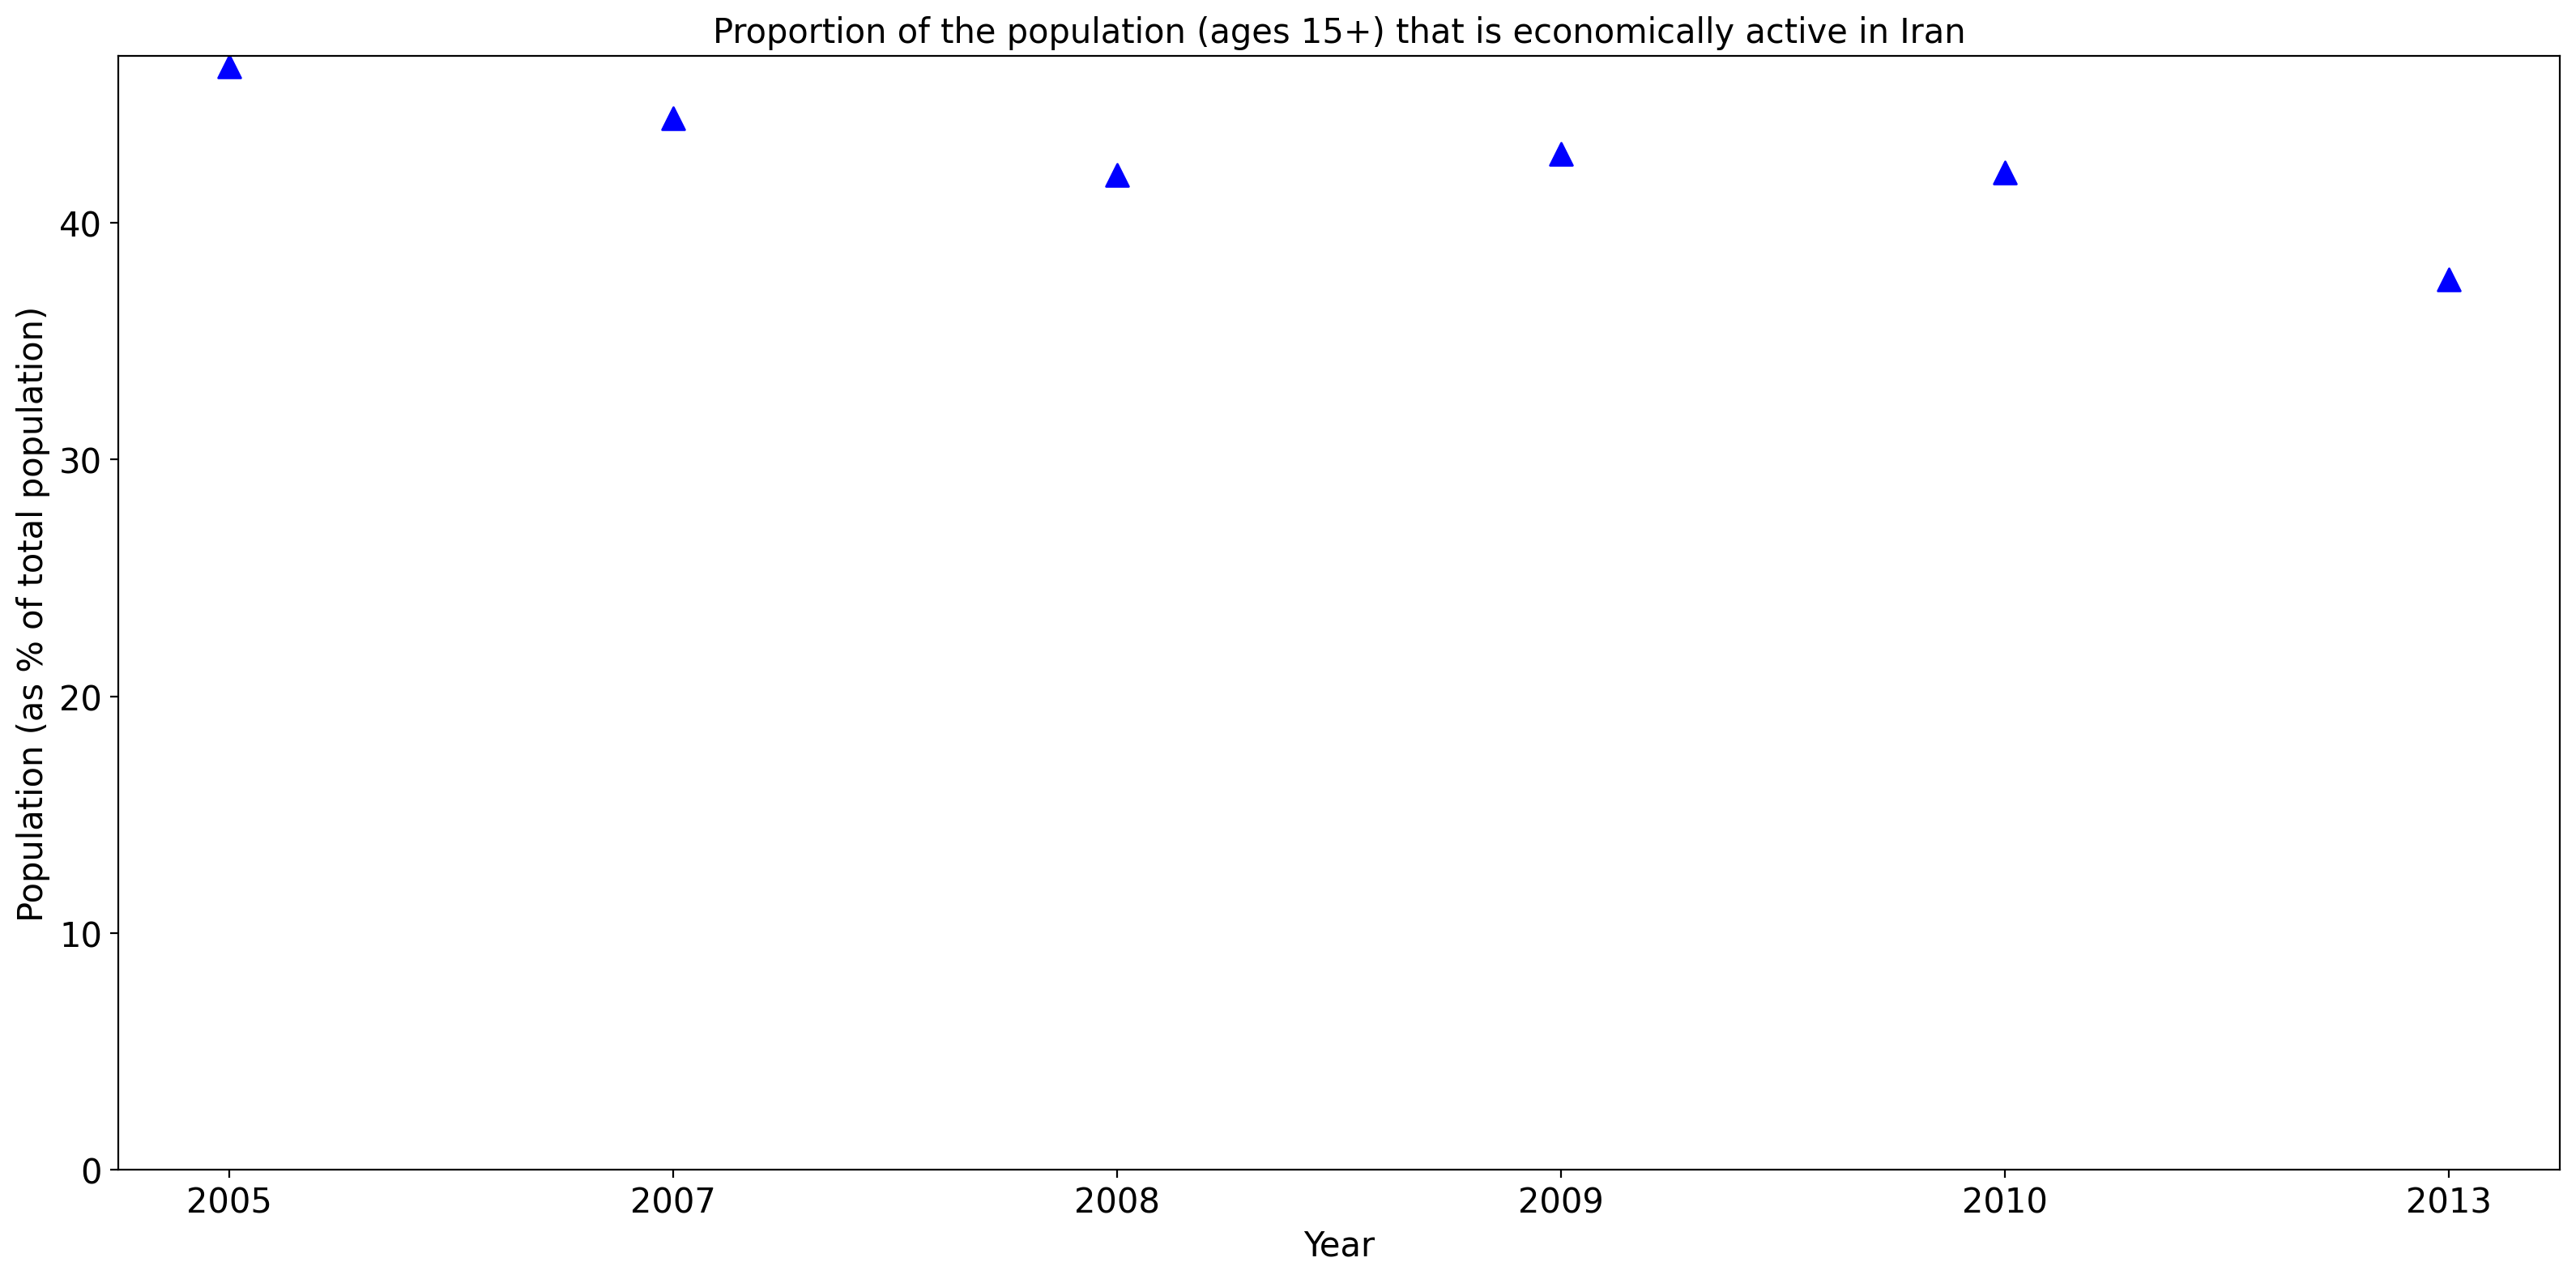 Proportion of the population (ages 15+) that is economically active in Iran
Population (as % of total population)
40
30
20
10
0
2005 2007 2008 2009 2010 2013
Year